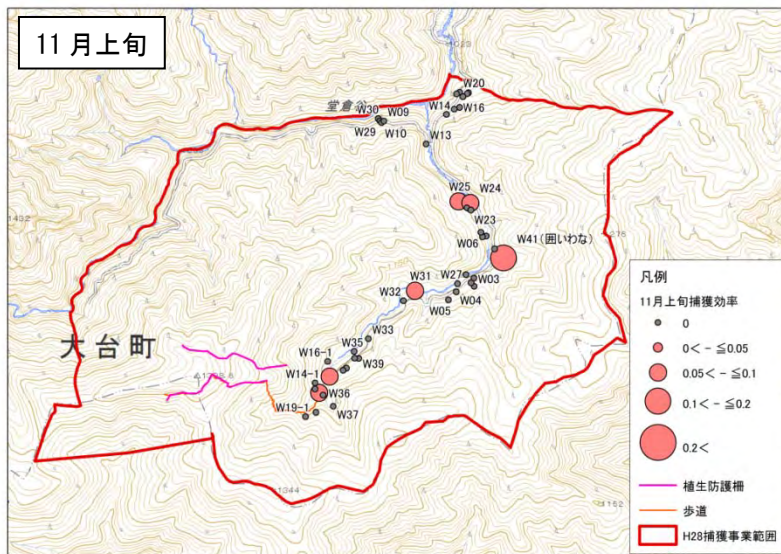 11月上旬
W20
W14
W16
W30
W09
堂倉谷
W29
W10
W13
W25
W24
W23
W06
W41(囲いわな)
W27
W31
W03
W32
W04
W05
W33
大台町
W35
W16-1
W39
W14-1
W36
W19-1
W37
1344
凡例
11月上旬捕獲効率
0
0< - ≦0.05
0.05< - ≦0.1
0.1< - ≦0.2
0.2<
植生防護柵
歩道
H28捕獲事業範囲